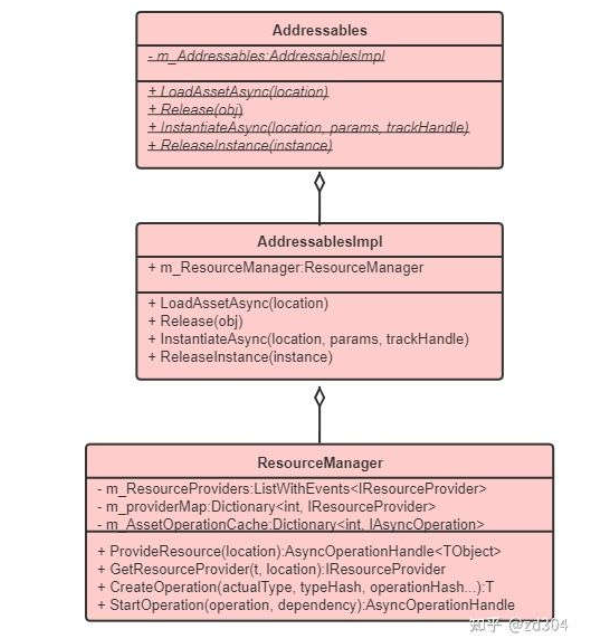 Addressables
- m_Addressables:AddressablesImpl
+ LoadAssetAsync(location)
+ Release(obj)
+ InstantiateAsync(location, params, trackHandle)
+ ReleaseInstance(instance)
AddressablesImpl
+ m_ResourceManager:ResourceManager
+ LoadAssetAsync(location)
+ Release(obj)
+ InstantiateAsync(location, params, trackHandle)
+ ReleaseInstance(instance)
ResourceManager
- m_ResourceProviders:ListWithEvents<IResourceProvider>
- m_providerMap:Dictionary<int, IResourceProvider>
- m_AssetOperationCache:Dictionary<int, IAsyncOperation>
+ ProvideResource(location):AsyncOperationHandle<TObject>
+ GetResourceProvider(t, location):IResourceProvider
+ CreateOperation(actualType, typeHash, operationHash...):T
+ StartOperation(operation, dependency):AsyncOperationHandle
知乎 @zd304